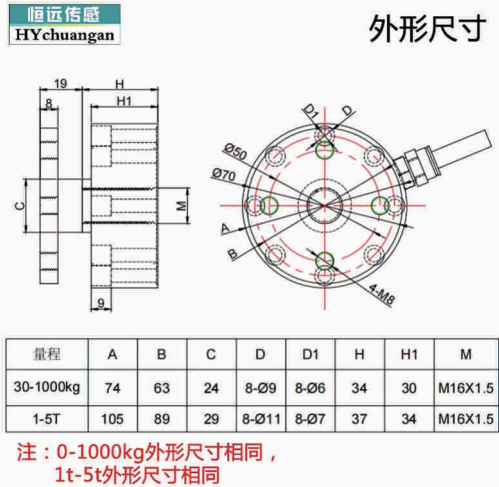 恒远传感
HYchuangan
外形尺寸
19
H
8
H1
C
M
9
D1
D
Ø50
Ø70
A
B
4-M8
量程 A B C D D1 H H1 M
30-1000kg 74 63 24 8-Ø9 8-Ø6 34 30 M16X1.5
1-5T 105 89 29 8-Ø11 8-Ø7 37 34 M16X1.5
注：0-1000kg外形尺寸相同，
1t-5t外形尺寸相同